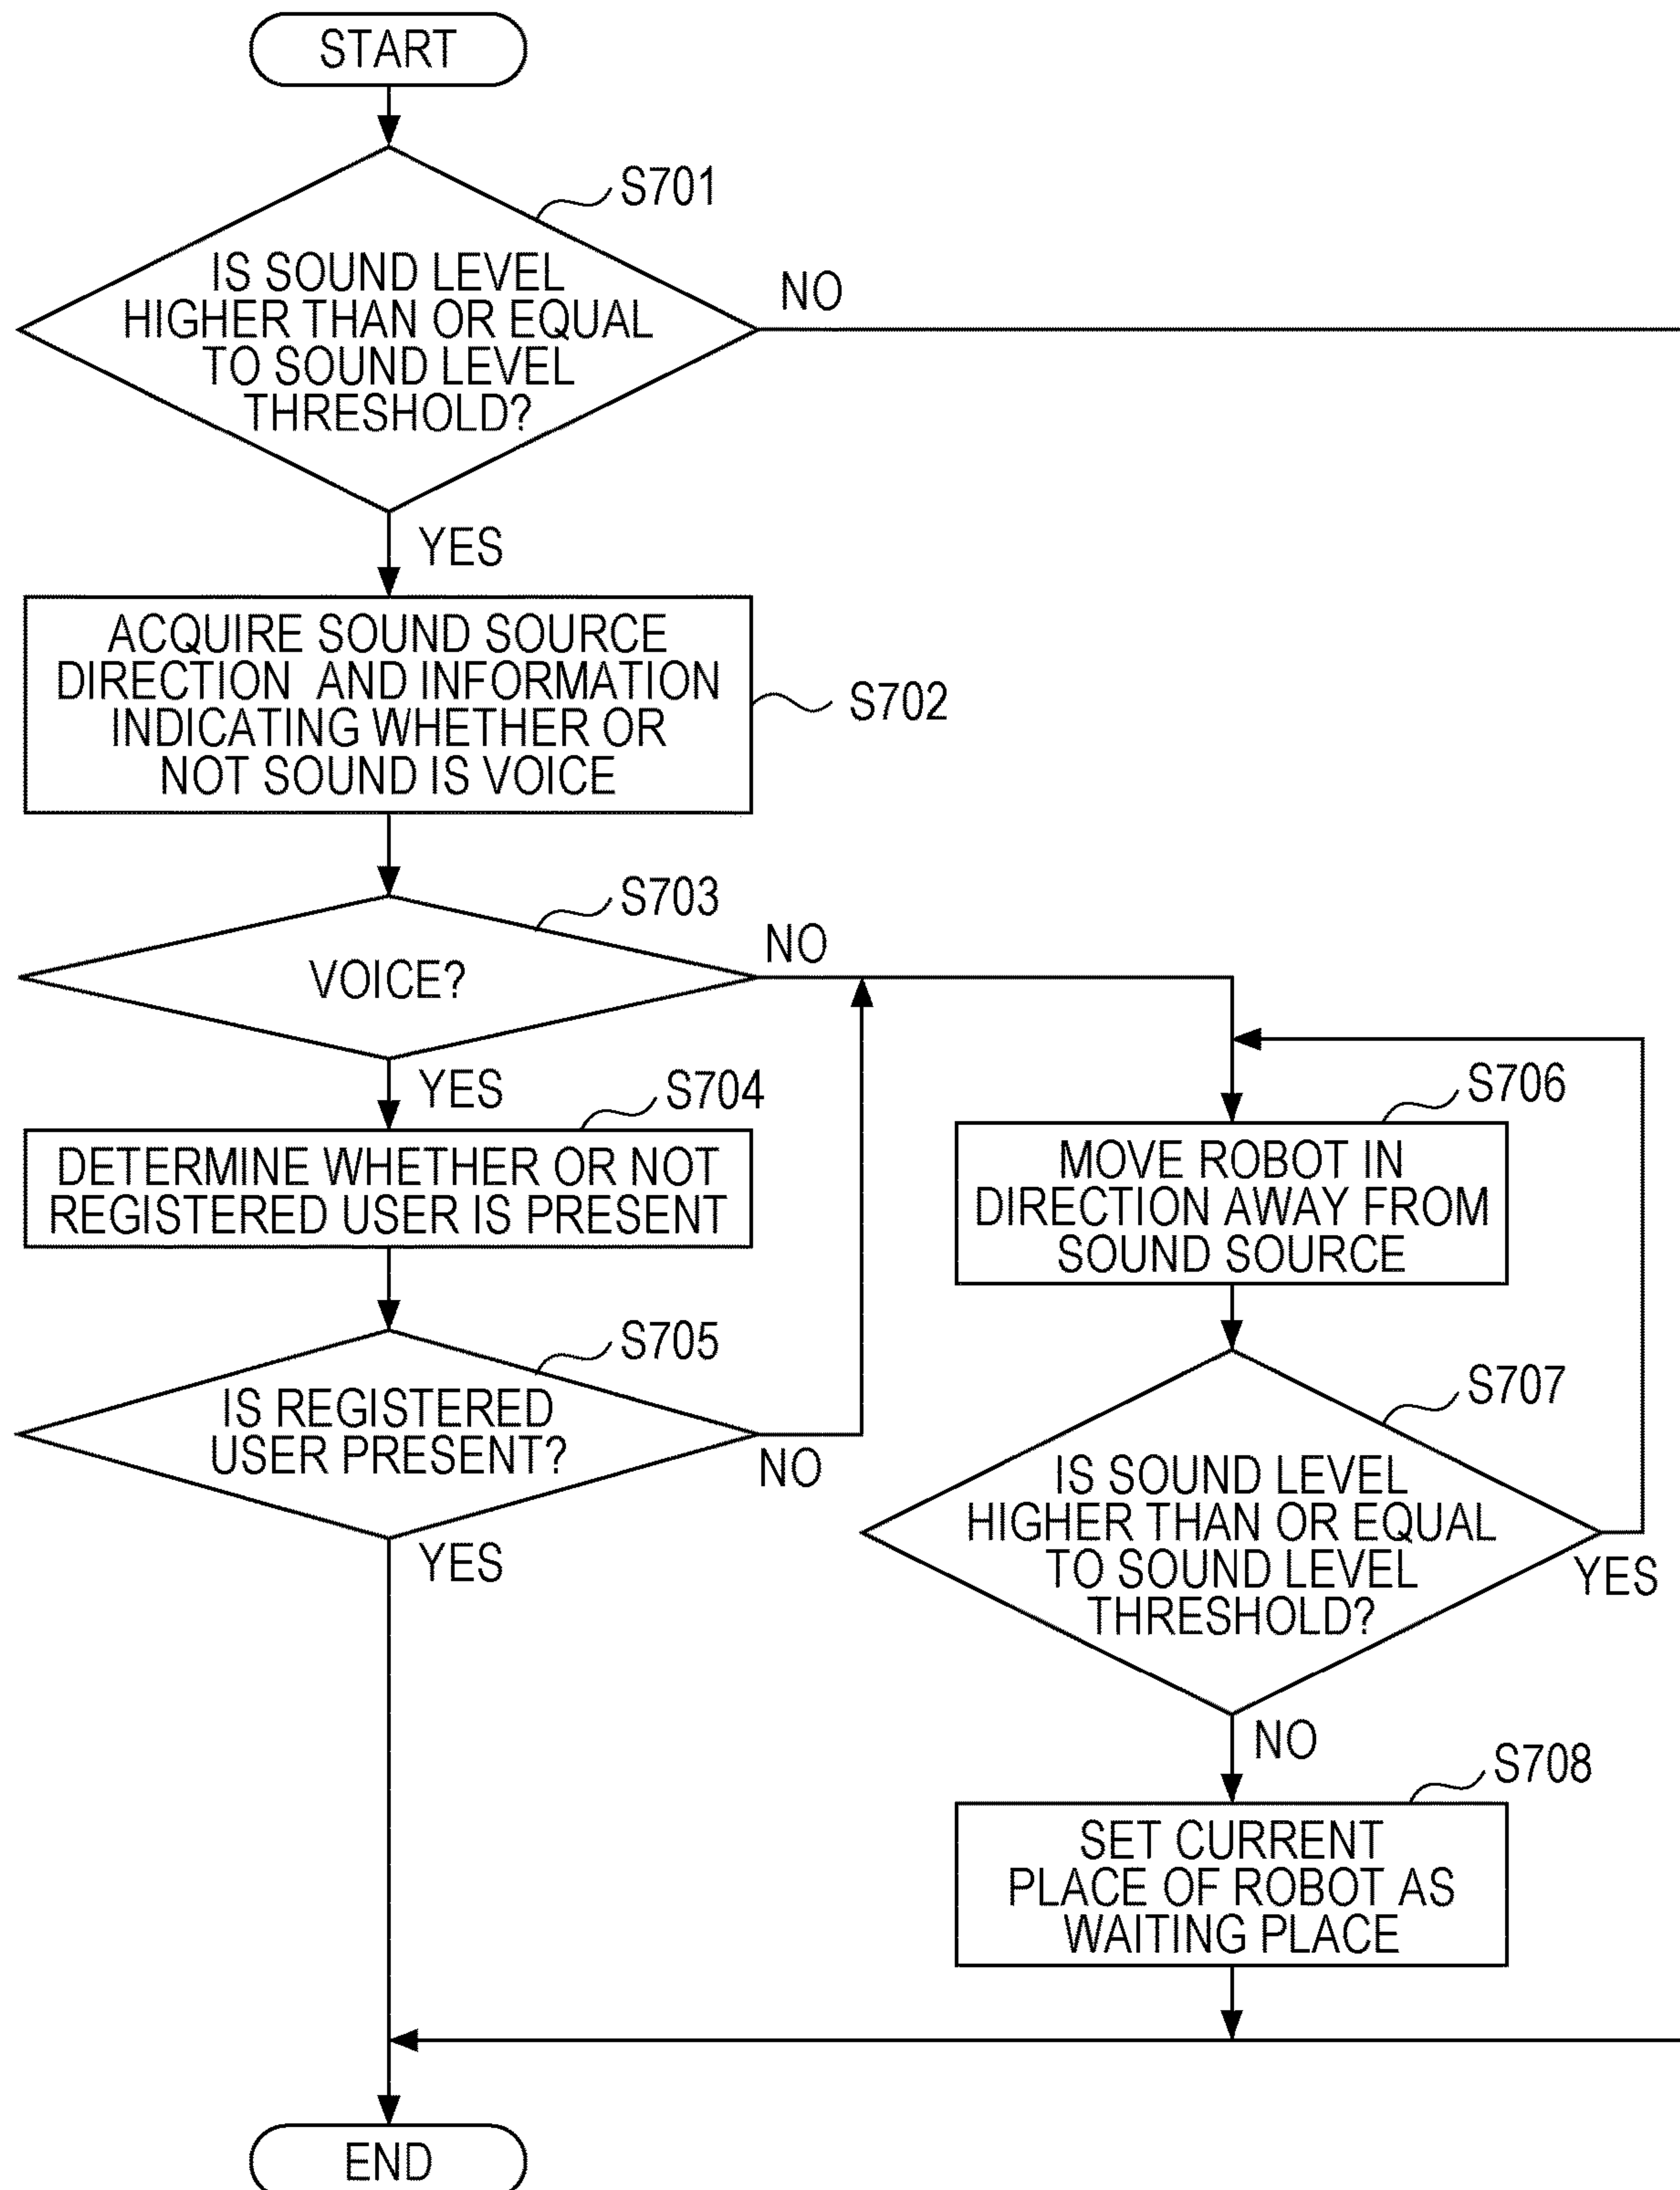 START
S701
IS SOUND LEVEL
HIGHER THAN OR EQUAL
TO SOUND LEVEL
THRESHOLD?
NO
YES
ACQUIRE SOUND SOURCE
DIRECTION AND INFORMATION
INDICATING WHETHER OR
NOT SOUND IS VOICE
S702
S703
VOICE?
NO
YES
S704
DETERMINE WHETHER OR NOT
REGISTERED USER IS PRESENT
S705
IS REGISTERED
USER PRESENT?
NO
YES
S706
MOVE ROBOT IN
DIRECTION AWAY FROM
SOUND SOURCE
S707
IS SOUND LEVEL
HIGHER THAN OR EQUAL
TO SOUND LEVEL
THRESHOLD?
YES
NO
S708
SET CURRENT
PLACE OF ROBOT AS
WAITING PLACE
END